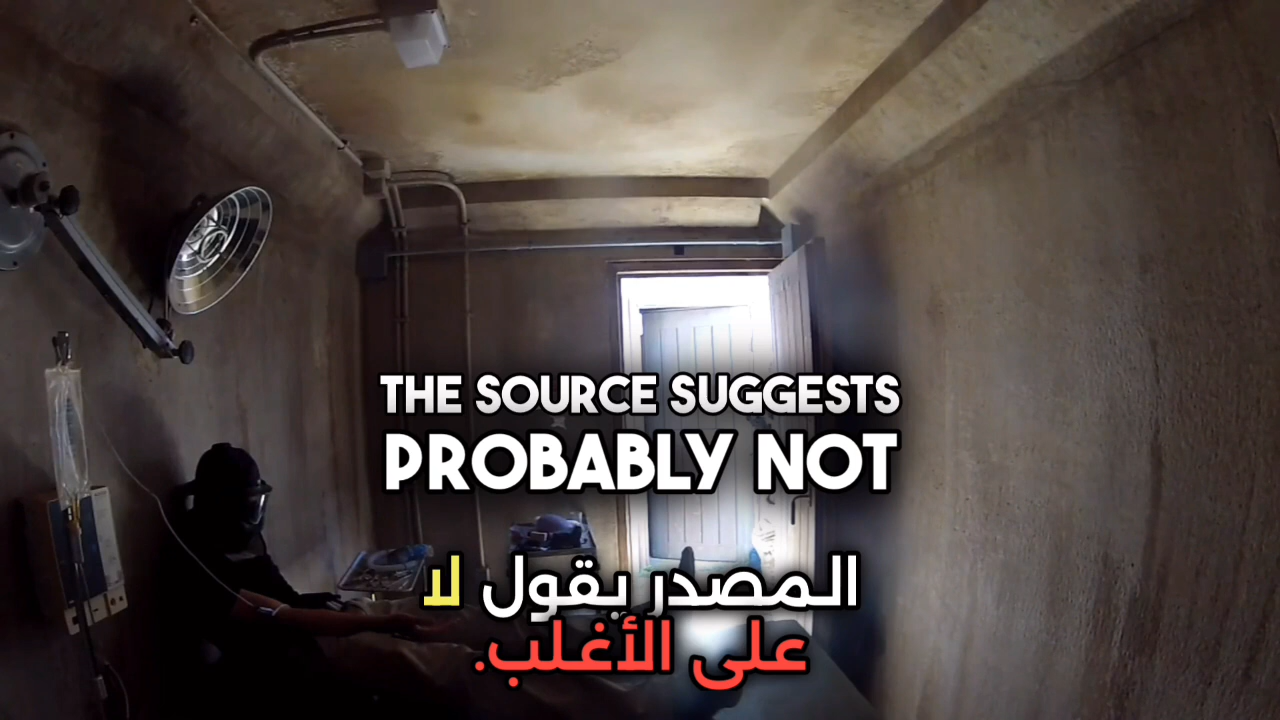 THE SOURCE SUGGESTS
PROBABLY NOT
المصدر يقول لا
على الأغلب.